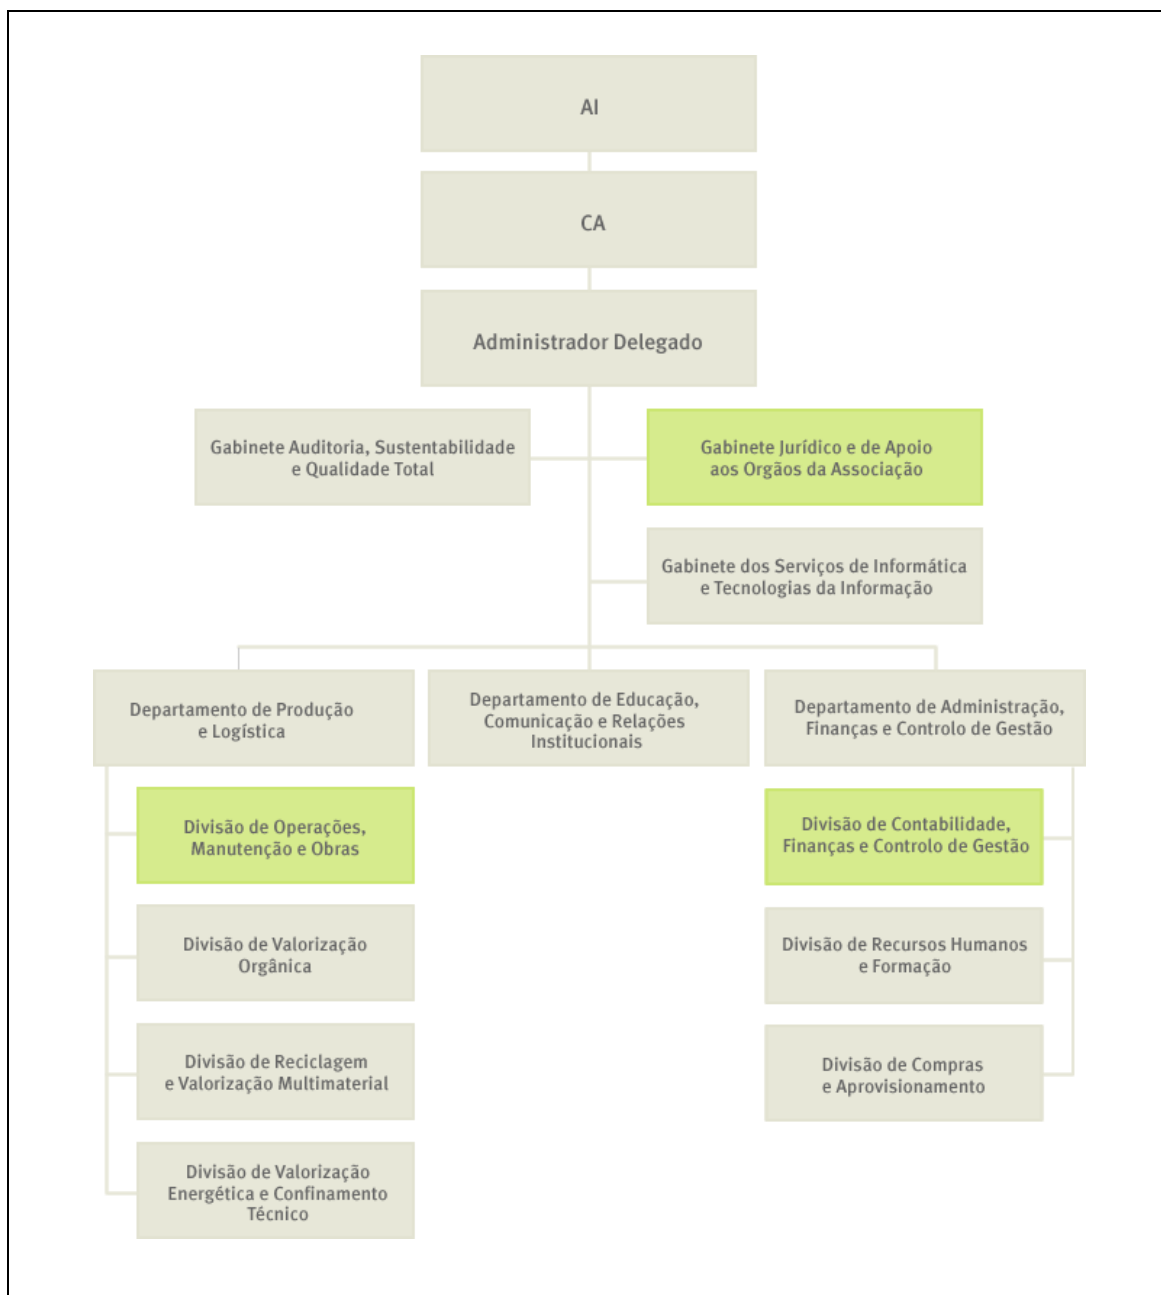 AI
CA
Administrador Delegado
Gabinete Auditoria, Sustentabilidade
e Qualidade Total
Gabinete Jurídico e de Apoio
aos Orgãos da Associação
Gabinete dos Serviços de Informática
e Tecnologias da Informação
Departamento de Produção
e Logística
Departamento de Educação,
Comunicação e Relações
Institucionais
Departamento de Administração,
Finanças e Controlo de Gestão
Divisão de Operações,
Manutenção e Obras
Divisão de Valorização
Orgânica
Divisão de Reciclagem
e Valorização Multimaterial
Divisão de Valorização
Energética e Confinamento
Técnico
Divisão de Contabilidade,
Finanças e Controlo de Gestão
Divisão de Recursos Humanos
e Formação
Divisão de Compras
e Aprovisionamento